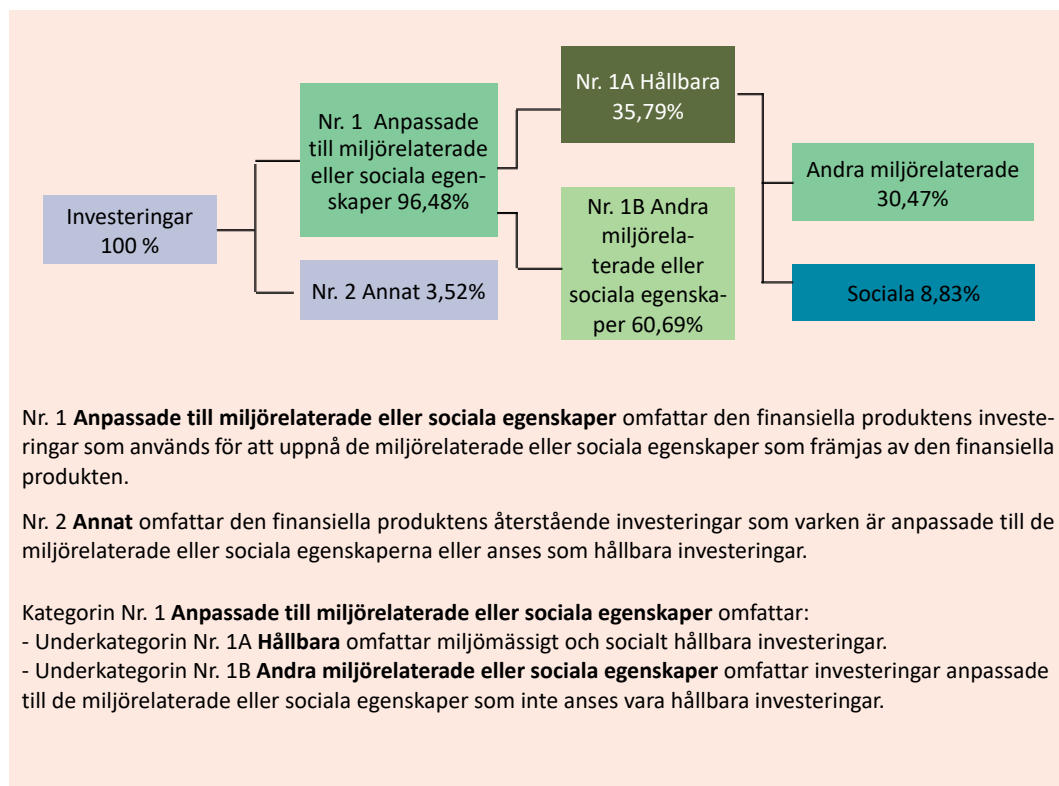 Investeringar
100 %
Nr. 1 Anpassade
till miljörelaterade
eller sociala egen-
skaper 96,48%
Nr. 2 Annat 3,52%
Nr. 1A Hållbara
35,79%
Nr. 1B Andra
miljörela-
terade eller
sociala egenska-
per 60,69%
Andra miljörelaterade
30,47%
Sociala 8,83%
Nr. 1 Anpassade till miljörelaterade eller sociala egenskaper omfattar den finansiella produktens investe-
ringar som används för att uppnå de miljörelaterade eller sociala egenskaper som främjas av den finansiella
produkten.
Nr. 2 Annat omfattar den finansiella produktens återstående investeringar som varken är anpassade till de
miljörelaterade eller sociala egenskaperna eller anses som hållbara investeringar.
Kategorin Nr. 1 Anpassade till miljörelaterade eller sociala egenskaper omfattar:
- Underkategorin Nr. 1A Hållbara omfattar miljömässigt och socialt hållbara investeringar.
- Underkategorin Nr. 1B Andra miljörelaterade eller sociala egenskaper omfattar investeringar anpassade
till de miljörelaterade eller sociala egenskaper som inte anses vara hållbara investeringar.